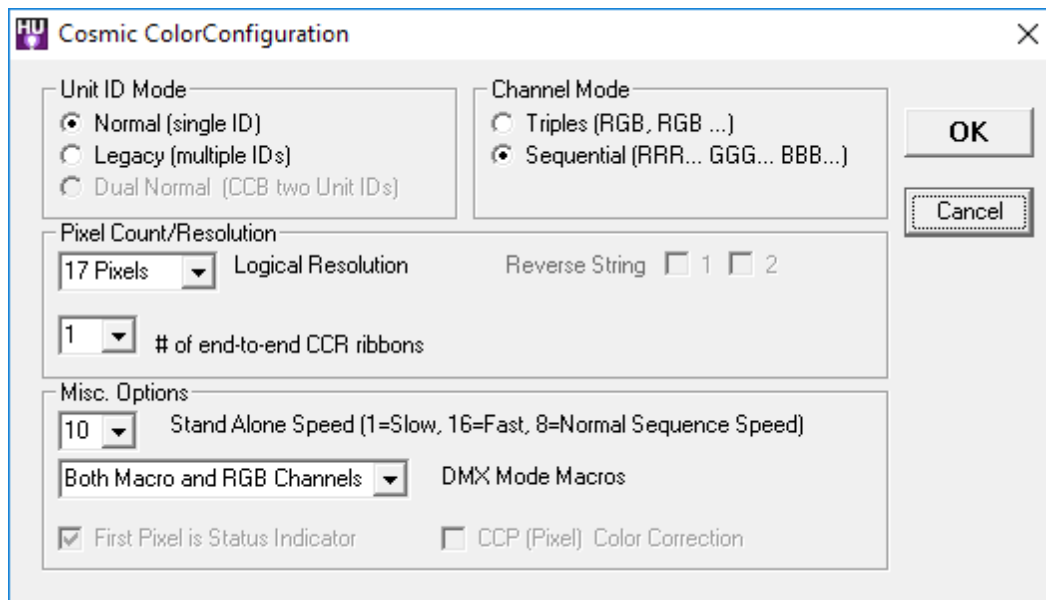 HU Cosmic ColorConfiguration
Unit ID Mode
Normal (single ID)
Legacy (multiple IDs)
Dual Normal (CCB two Unit IDs)
Channel Mode
Triples (RGB, RGB ...)
Sequential (RRR... GGG... BBB...)
OK
Cancel
Pixel Count/Resolution
17 Pixels Logical Resolution Reverse String 1 2
1 # of end-to-end CCR ribbons
Misc. Options
10 Stand Alone Speed (1=Slow, 16=Fast, 8=Normal Sequence Speed)
Both Macro and RGB Channels DMX Mode Macros
First Pixel is Status Indicator CCP (Pixel) Color Correction